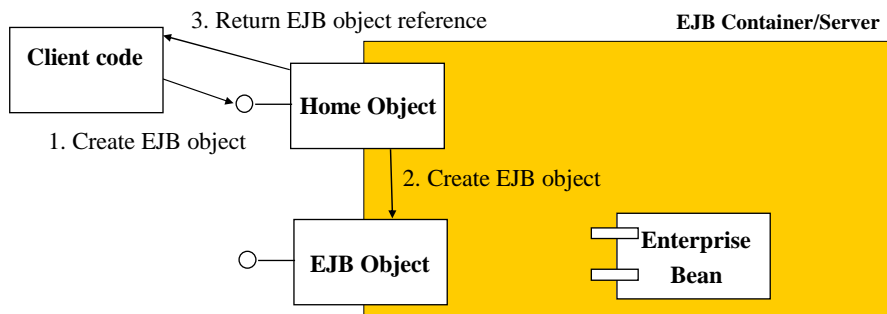 3. Return EJB object reference
EJB Container/Server
Client code
Home Object
1. Create EJB object
2. Create EJB object
EJB Object
Enterprise
Bean